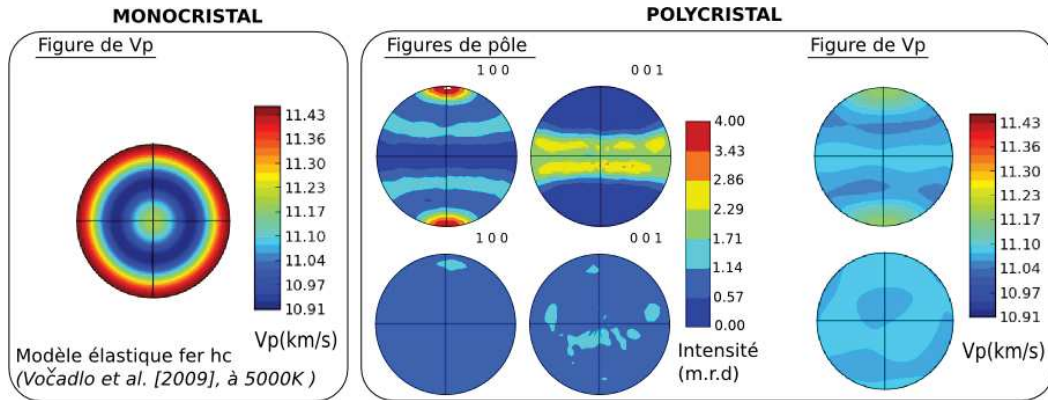 MONOCRISTAL
Figure de Vp
11.43
11.36
11.30
11.23
11.17
11.10
11.04
10.97
10.91
Vp(km/s)
Modèle élastique fer hc
(Vočadlo et al. [2009], à 5000K )
POLYCRISTAL
Figures de pôle
1 0 0
0 0 1
1 0 0
0 0 1
4.00
3.43
2.86
2.29
1.71
1.14
0.57
0.00
Intensité
(m.r.d)
Figure de Vp
11.43
11.36
11.30
11.23
11.17
11.10
11.04
10.97
10.91
Vp(km/s)